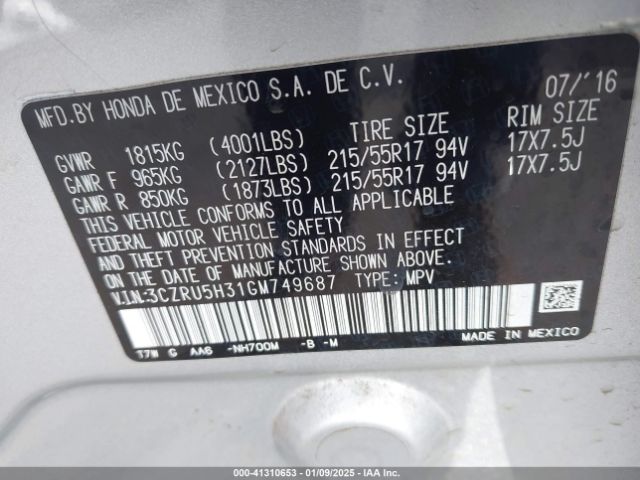 MFD.BY HONDA DE MEXICO S.A. DE C.V. 07/'16
GVWR 1815KG (4001LBS) TIRE SIZE RIM SIZE
GAWR F 965KG (2127LBS) 215/55R17 94V 17X7.5J
GAWR R 850KG (1873LBS) 215/55R17 94V 17X7.5J
THIS VEHICLE CONFORMS TO ALL APPLICABLE
FEDERAL MOTOR VEHICLE SAFETY
AND THEFT PREVENTION STANDARDS IN EFFECT
ON THE DATE OF MANUFACTURE SHOWN ABOVE.
V.I.N:3CZRU5H31GM749687 TYPE: MPV
T7W G AA6 -NH700M -B -M MADE IN MEXICO
000-41310653 - 01/09/2025 - IAA Inc.